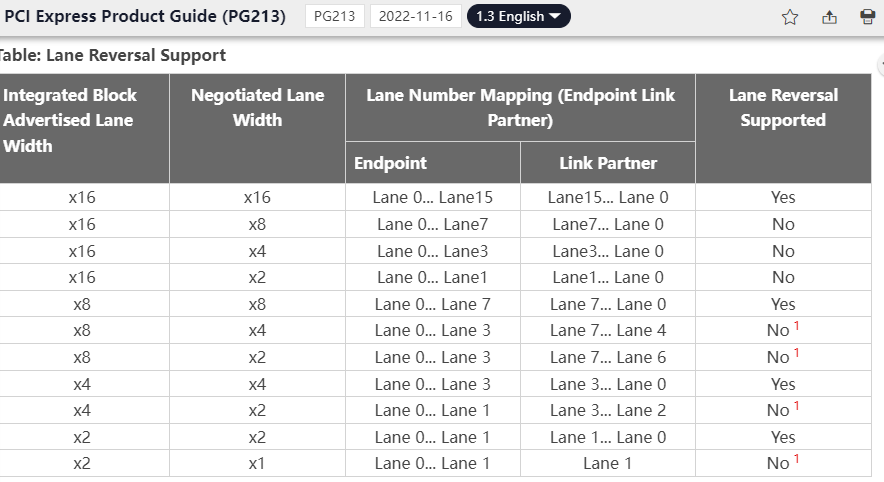 PCI Express Product Guide (PG213) PG213 2022-11-16 1.3 English
Table: Lane Reversal Support
Integrated Block Advertised Lane Width Negotiated Lane Width Lane Number Mapping (Endpoint Link Partner) Lane Reversal Supported
Endpoint Link Partner
x16 x16 Lane 0... Lane15 Lane15... Lane 0 Yes
x16 x8 Lane 0... Lane7 Lane7... Lane 0 No
x16 x4 Lane 0... Lane3 Lane3... Lane 0 No
x16 x2 Lane 0... Lane1 Lane1... Lane 0 No
x8 x8 Lane 0... Lane 7 Lane 7... Lane 0 Yes
x8 x4 Lane 0... Lane 3 Lane 7... Lane 4 No 1
x8 x2 Lane 0... Lane 3 Lane 7... Lane 6 No 1
x4 x4 Lane 0... Lane 3 Lane 3... Lane 0 Yes
x4 x2 Lane 0... Lane 1 Lane 3... Lane 2 No 1
x2 x2 Lane 0... Lane 1 Lane 1... Lane 0 Yes
x2 x1 Lane 0... Lane 1 Lane 1 No 1